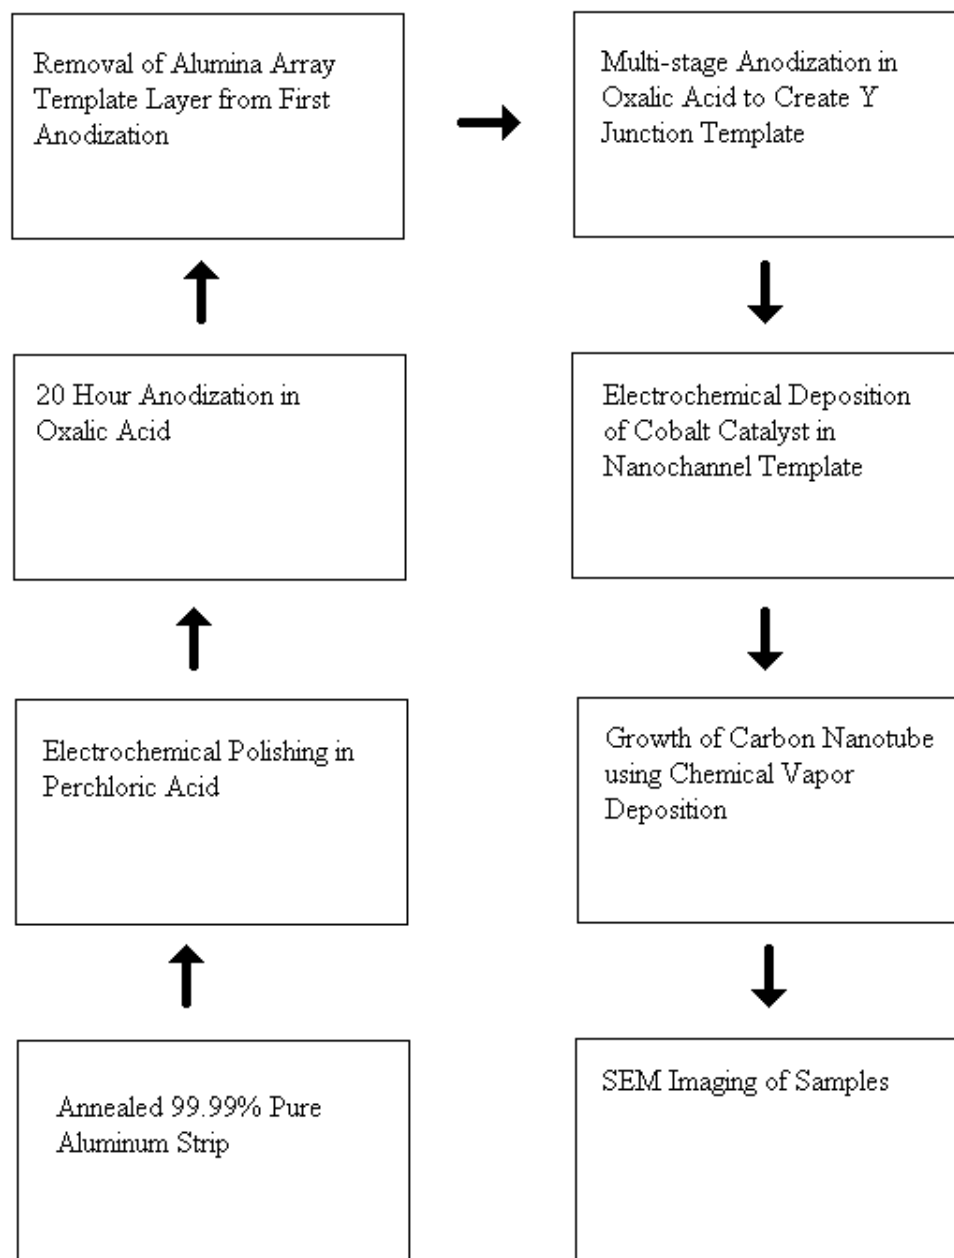 Removal of Alumina Array
Template Layer from First
Anodization
Multi-stage Anodization in
Oxalic Acid to Create Y
Junction Template
20 Hour Anodization in
Oxalic Acid
Electrochemical Deposition
of Cobalt Catalyst in
Nanochannel Template
Electrochemical Polishing in
Perchloric Acid
Growth of Carbon Nanotube
using Chemical Vapor
Deposition
Annealed 99.99% Pure
Aluminum Strip
SEM Imaging of Samples